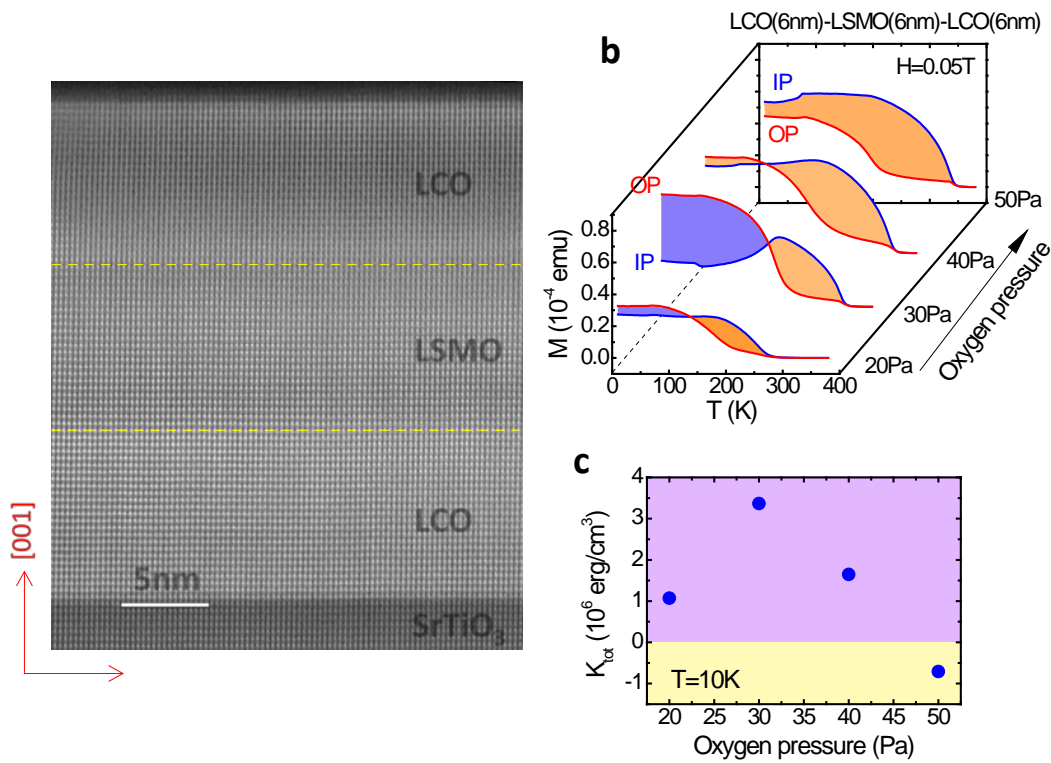 LCO
LSMO
LCO
5nm
SrTiO₃
[001]
b
LCO(6nm)-LSMO(6nm)-LCO(6nm)
H=0.05T
IP
OP
OP
IP
M (10⁻⁴ emu)
0.8
0.6
0.4
0.2
0.0
0 100 200 300 400
T (K)
20Pa
30Pa
40Pa
50Pa
Oxygen pressure
c
K_tot (10⁶ erg/cm³)
4
3
2
1
0
-1
T=10K
20 25 30 35 40 45 50
Oxygen pressure (Pa)